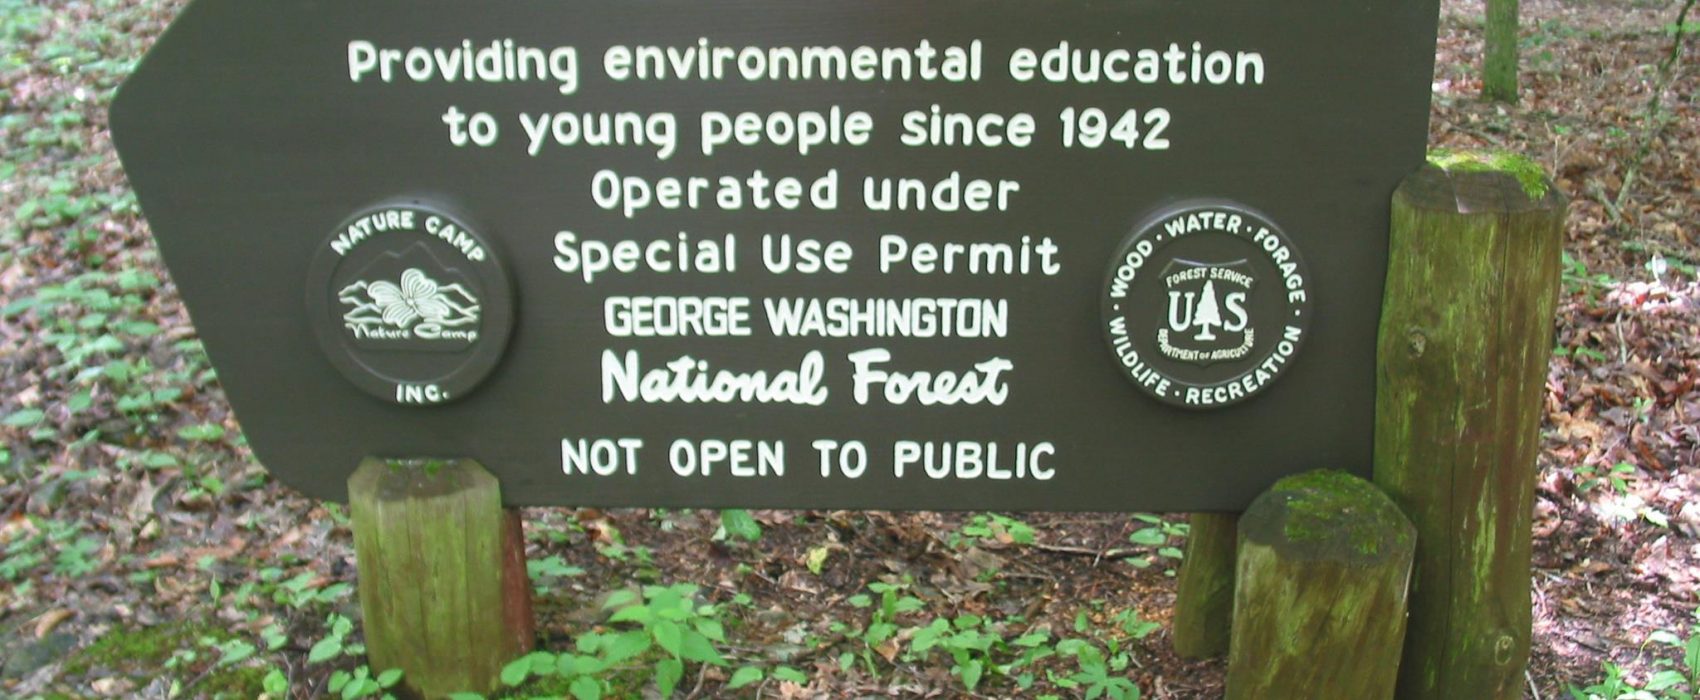 Providing environmental education
to young people since 1942
Operated under
Special Use Permit
GEORGE WASHINGTON
National Forest
NOT OPEN TO PUBLIC
NATURE CAMP
Nature Camp
INC.
WOOD · WATER · FORAGE ·
WILDLIFE · RECREATION ·
FOREST SERVICE
U S
DEPARTMENT OF AGRICULTURE